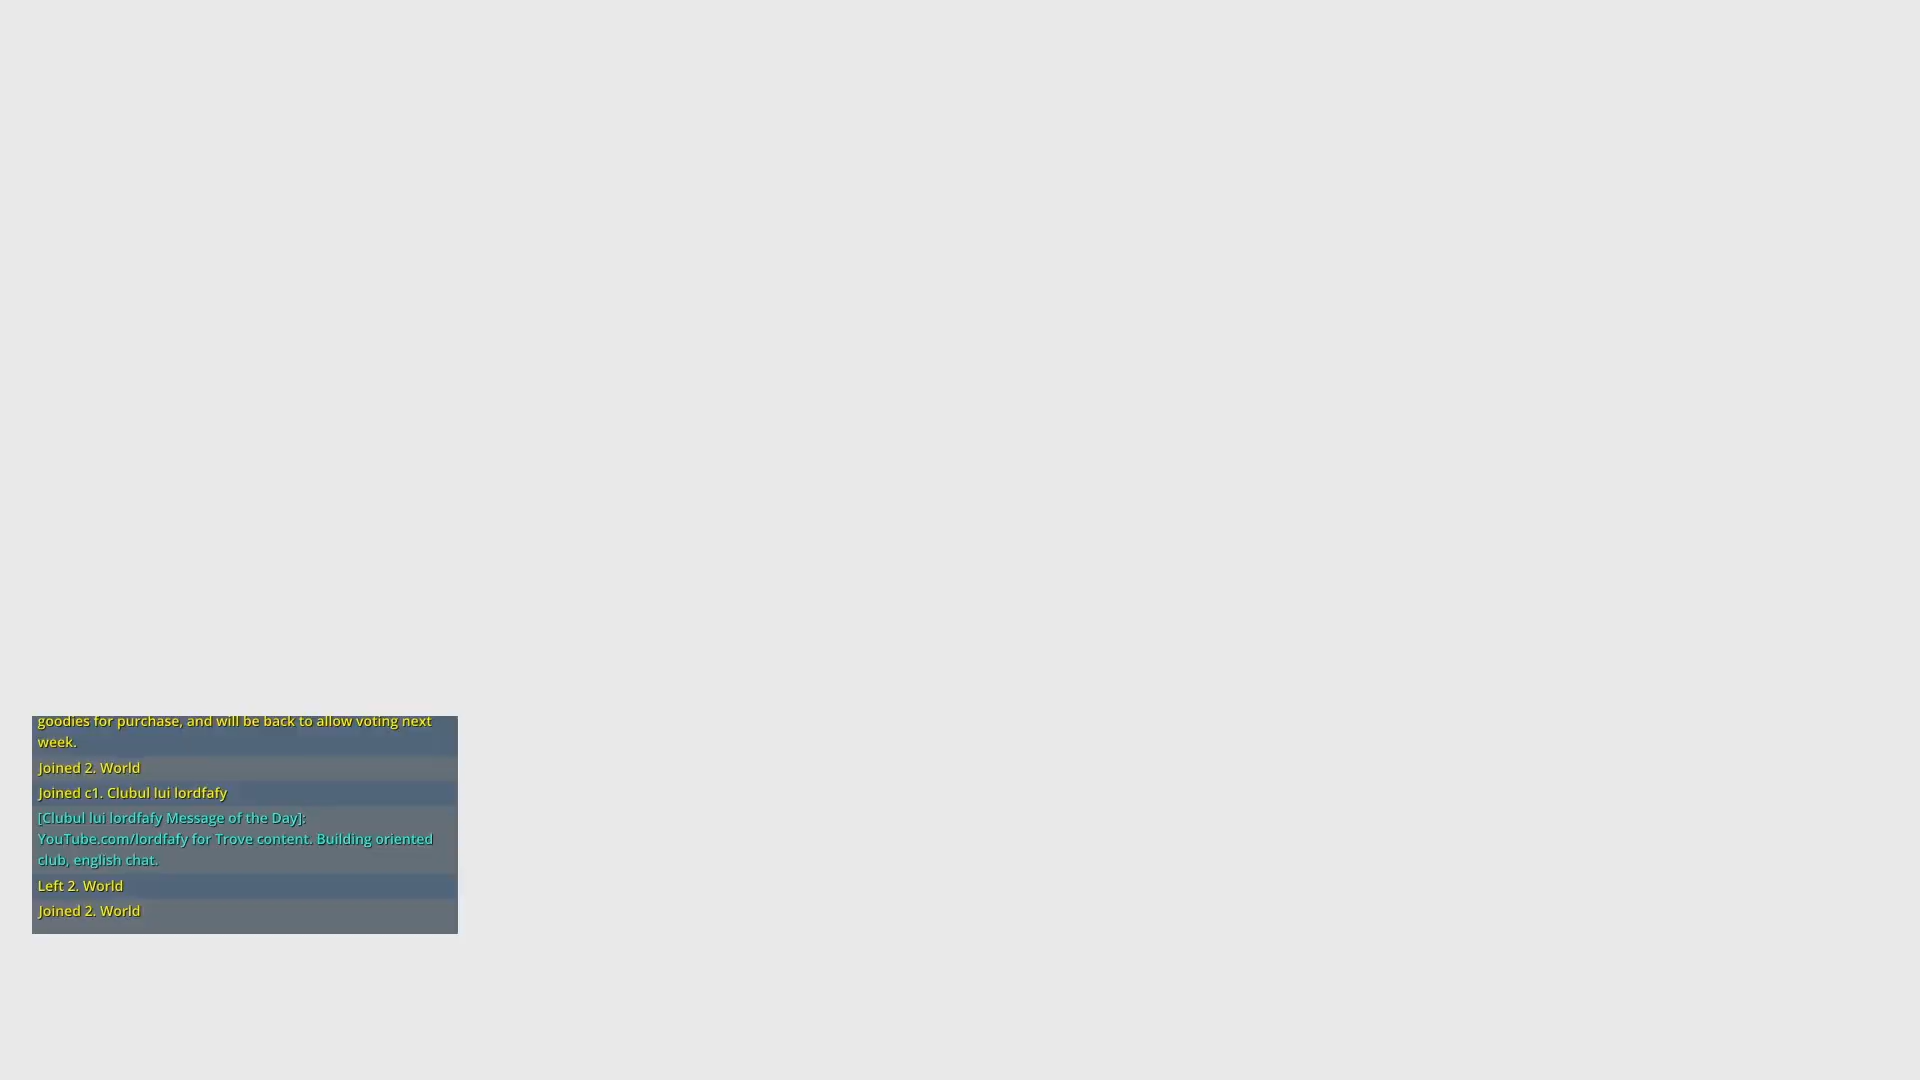 goodies for purchase, and will be back to allow voting next
week.
Joined 2. World
Joined c1. Clubul lui lordfafy
[Clubul lui lordfafy Message of the Day]:
YouTube.com/lordfafy for Trove content. Building oriented
club, english chat.
Left 2. World
Joined 2. World